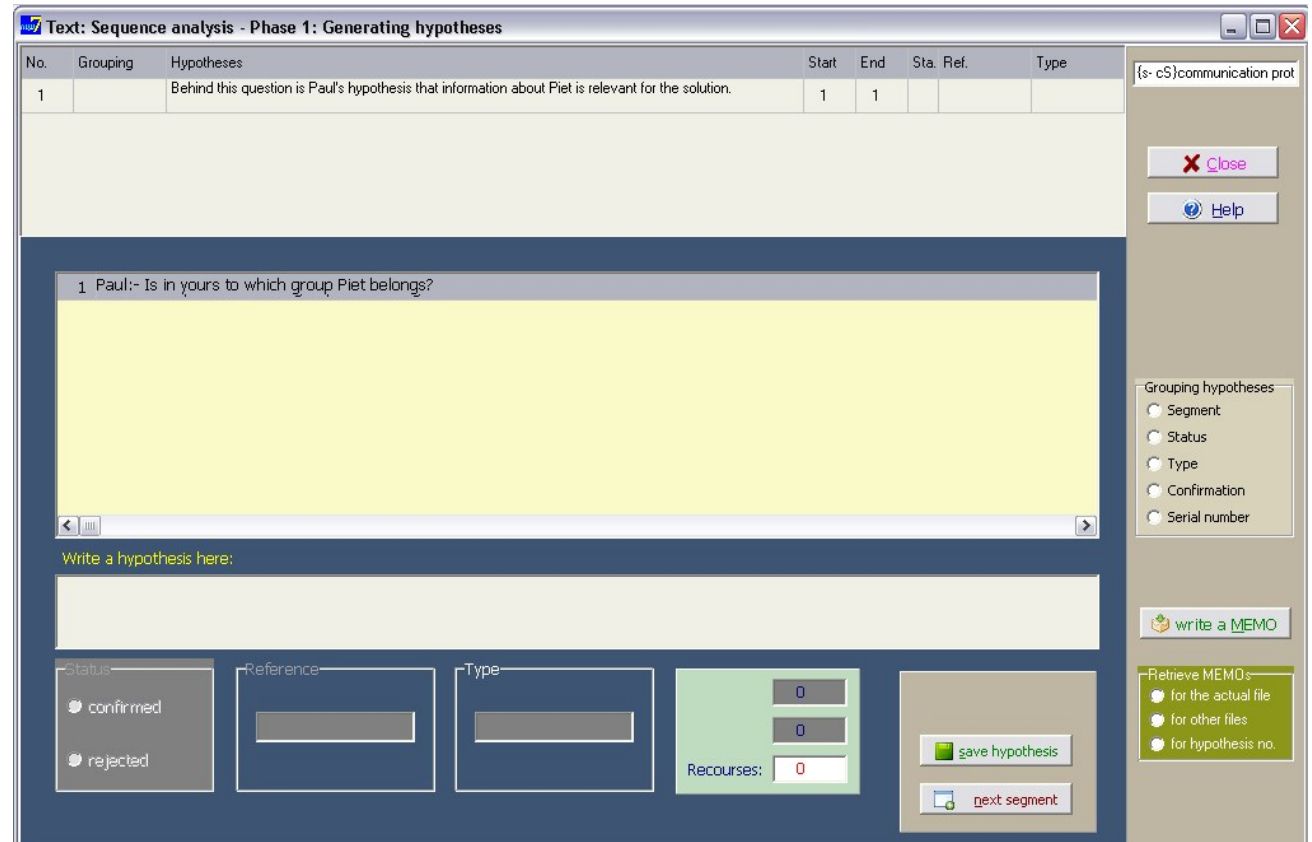 Text: Sequence analysis - Phase 1: Generating hypotheses
No. Grouping Hypotheses Start End Sta. Ref. Type
1 Behind this question is Paul's hypothesis that information about Piet is relevant for the solution. 1 1
{s- cS}communication prot
Close
Help
1 Paul:- Is in yours to which group Piet belongs?
Grouping hypotheses
Segment
Status
Type
Confirmation
Serial number
Write a hypothesis here:
write a MEMO
Status
confirmed
rejected
Reference
Type
0
0
Recourses: 0
save hypothesis
next segment
Retrieve MEMOs
for the actual file
for other files
for hypothesis no.